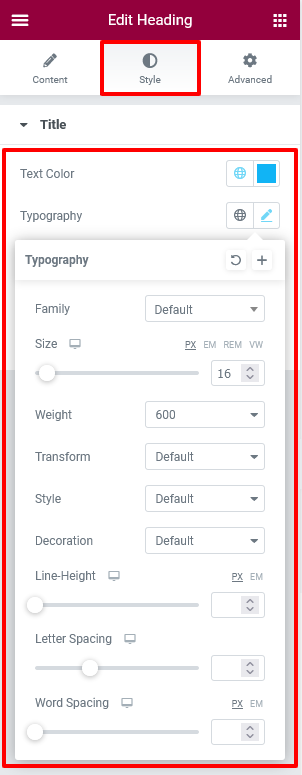 Edit Heading
Content Style Advanced
Title
Text Color
Typography
Typography
Family Default
Size PX EM REM VW
16
Weight 600
Transform Default
Style Default
Decoration Default
Line-Height PX EM
Letter Spacing
Word Spacing PX EM